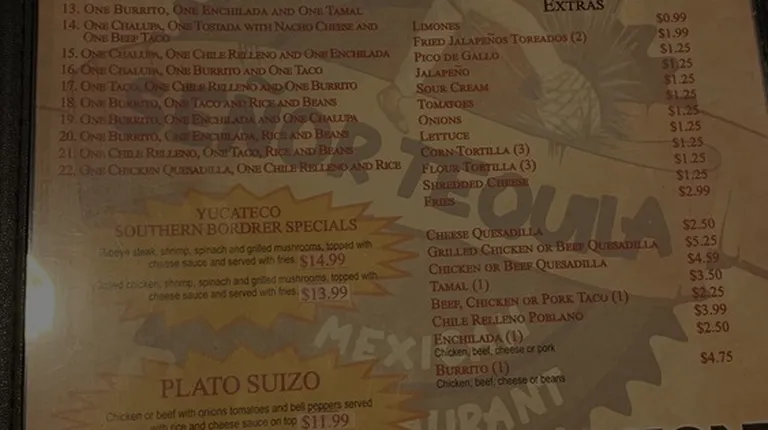 13. One Burrito, One Enchilada and One Tamal
14. One Chalupa, One Tostada with Nacho Cheese and
One Beef Taco
15. One Chalupa, One Chile Relleno and One Enchilada
16. One Chalupa, One Burrito and One Taco
17. One Taco, One Chile Relleno and One Burrito
18. One Burrito, One Taco and Rice and Beans
19. One Burrito, One Enchilada and One Chalupa
20. One Burrito, One Enchilada, Rice and Beans
21. One Chile Relleno, One Taco, Rice and Beans
22. One Chicken Quesadilla, One Chile Relleno and Rice
YUCATECO
SOUTHERN BORDRER SPECIALS
steak, shrimp, spinach and grilled mushrooms, topped with
cheese sauce and served with fries $14.99
chicken, shrimp, spinach and grilled mushrooms, topped with
cheese sauce and served with fries $13.99
PLATO SUIZO
Chicken or beef with onions tomatoes and bell peppers served
with rice and cheese sauce on top $11.99
Extras
Limones $0.99
Fried Jalapeños Toreados (2) $1.99
Pico de Gallo $1.25
Jalapeño $1.25
Sour Cream $1.25
Tomatoes $1.25
Onions $1.25
Lettuce $1.25
Corn Tortilla (3) $1.25
Flour Tortilla (3) $1.25
Shredded Cheese $1.25
Fries $2.99
Cheese Quesadilla $2.50
Grilled Chicken or Beef Quesadilla $5.25
Chicken or Beef Quesadilla $4.59
Tamal (1) $3.50
Beef, Chicken or Pork Taco (1) $2.25
Chile Relleno Poblano $3.99
Enchilada (1) $2.50
Chicken, beef, cheese or pork
Burrito (1) $4.75
Chicken, beef, cheese or beans
TEQUILA
MEXI